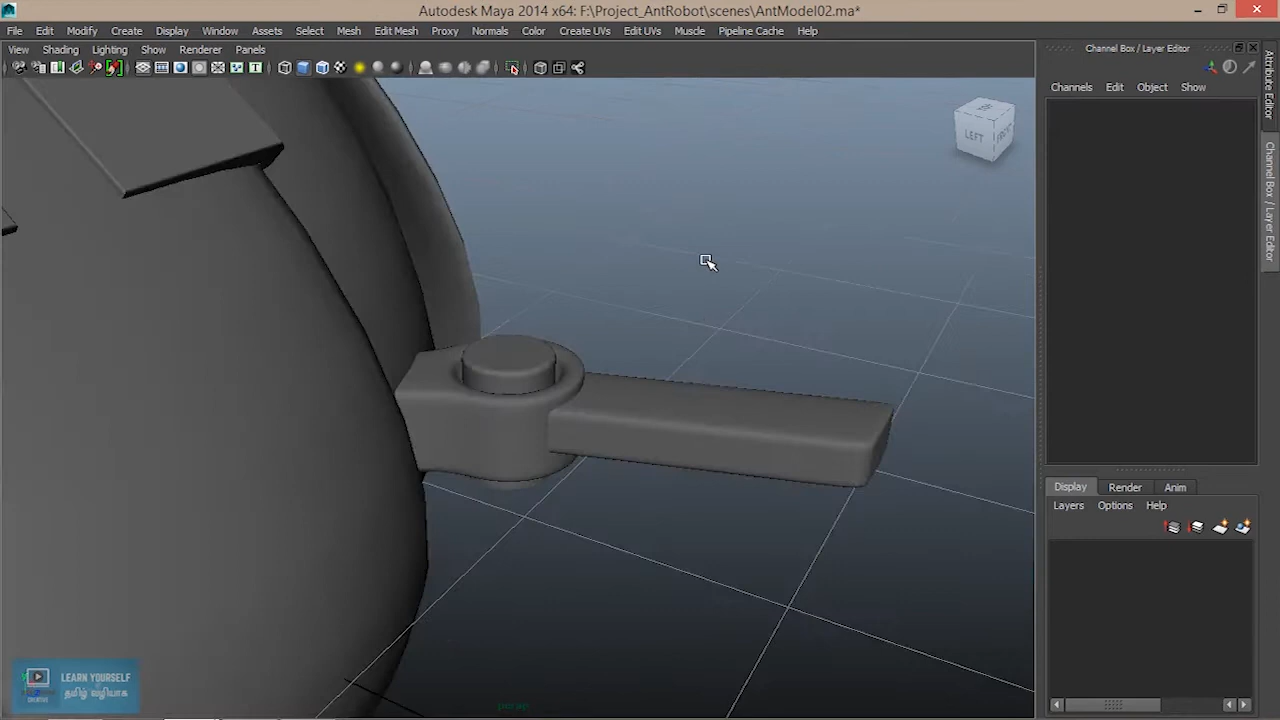 Autodesk Maya 2014 x64: F:\Project_AntRobot\scenes\AntModel02.ma*
File Edit Modify Create Display Window Assets Select Mesh Edit Mesh Proxy Normals Color Create UVs Edit UVs Muscle Pipeline Cache Help
View Shading Lighting Show Renderer Panels
Channel Box / Layer Editor
Channels Edit Object Show
Attribute Editor
Channel Box / Layer Editor
LEFT FRONT
Display Render Anim
Layers Options Help
LEARN YOURSELF
தமிழ் வழியாக
persp